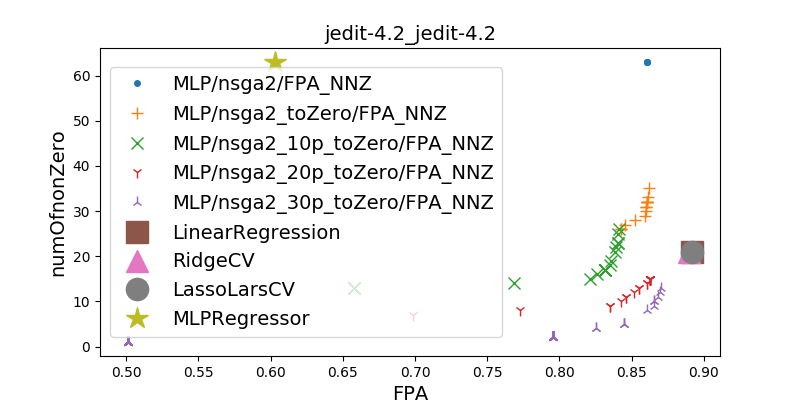 jedit-4.2_jedit-4.2
numOfnonZero
60
50
40
30
20
10
0
MLP/nsga2/FPA_NNZ
MLP/nsga2_toZero/FPA_NNZ
MLP/nsga2_10p_toZero/FPA_NNZ
MLP/nsga2_20p_toZero/FPA_NNZ
MLP/nsga2_30p_toZero/FPA_NNZ
LinearRegression
RidgeCV
LassoLarsCV
MLPRegressor
0.50 0.55 0.60 0.65 0.70 0.75 0.80 0.85 0.90
FPA